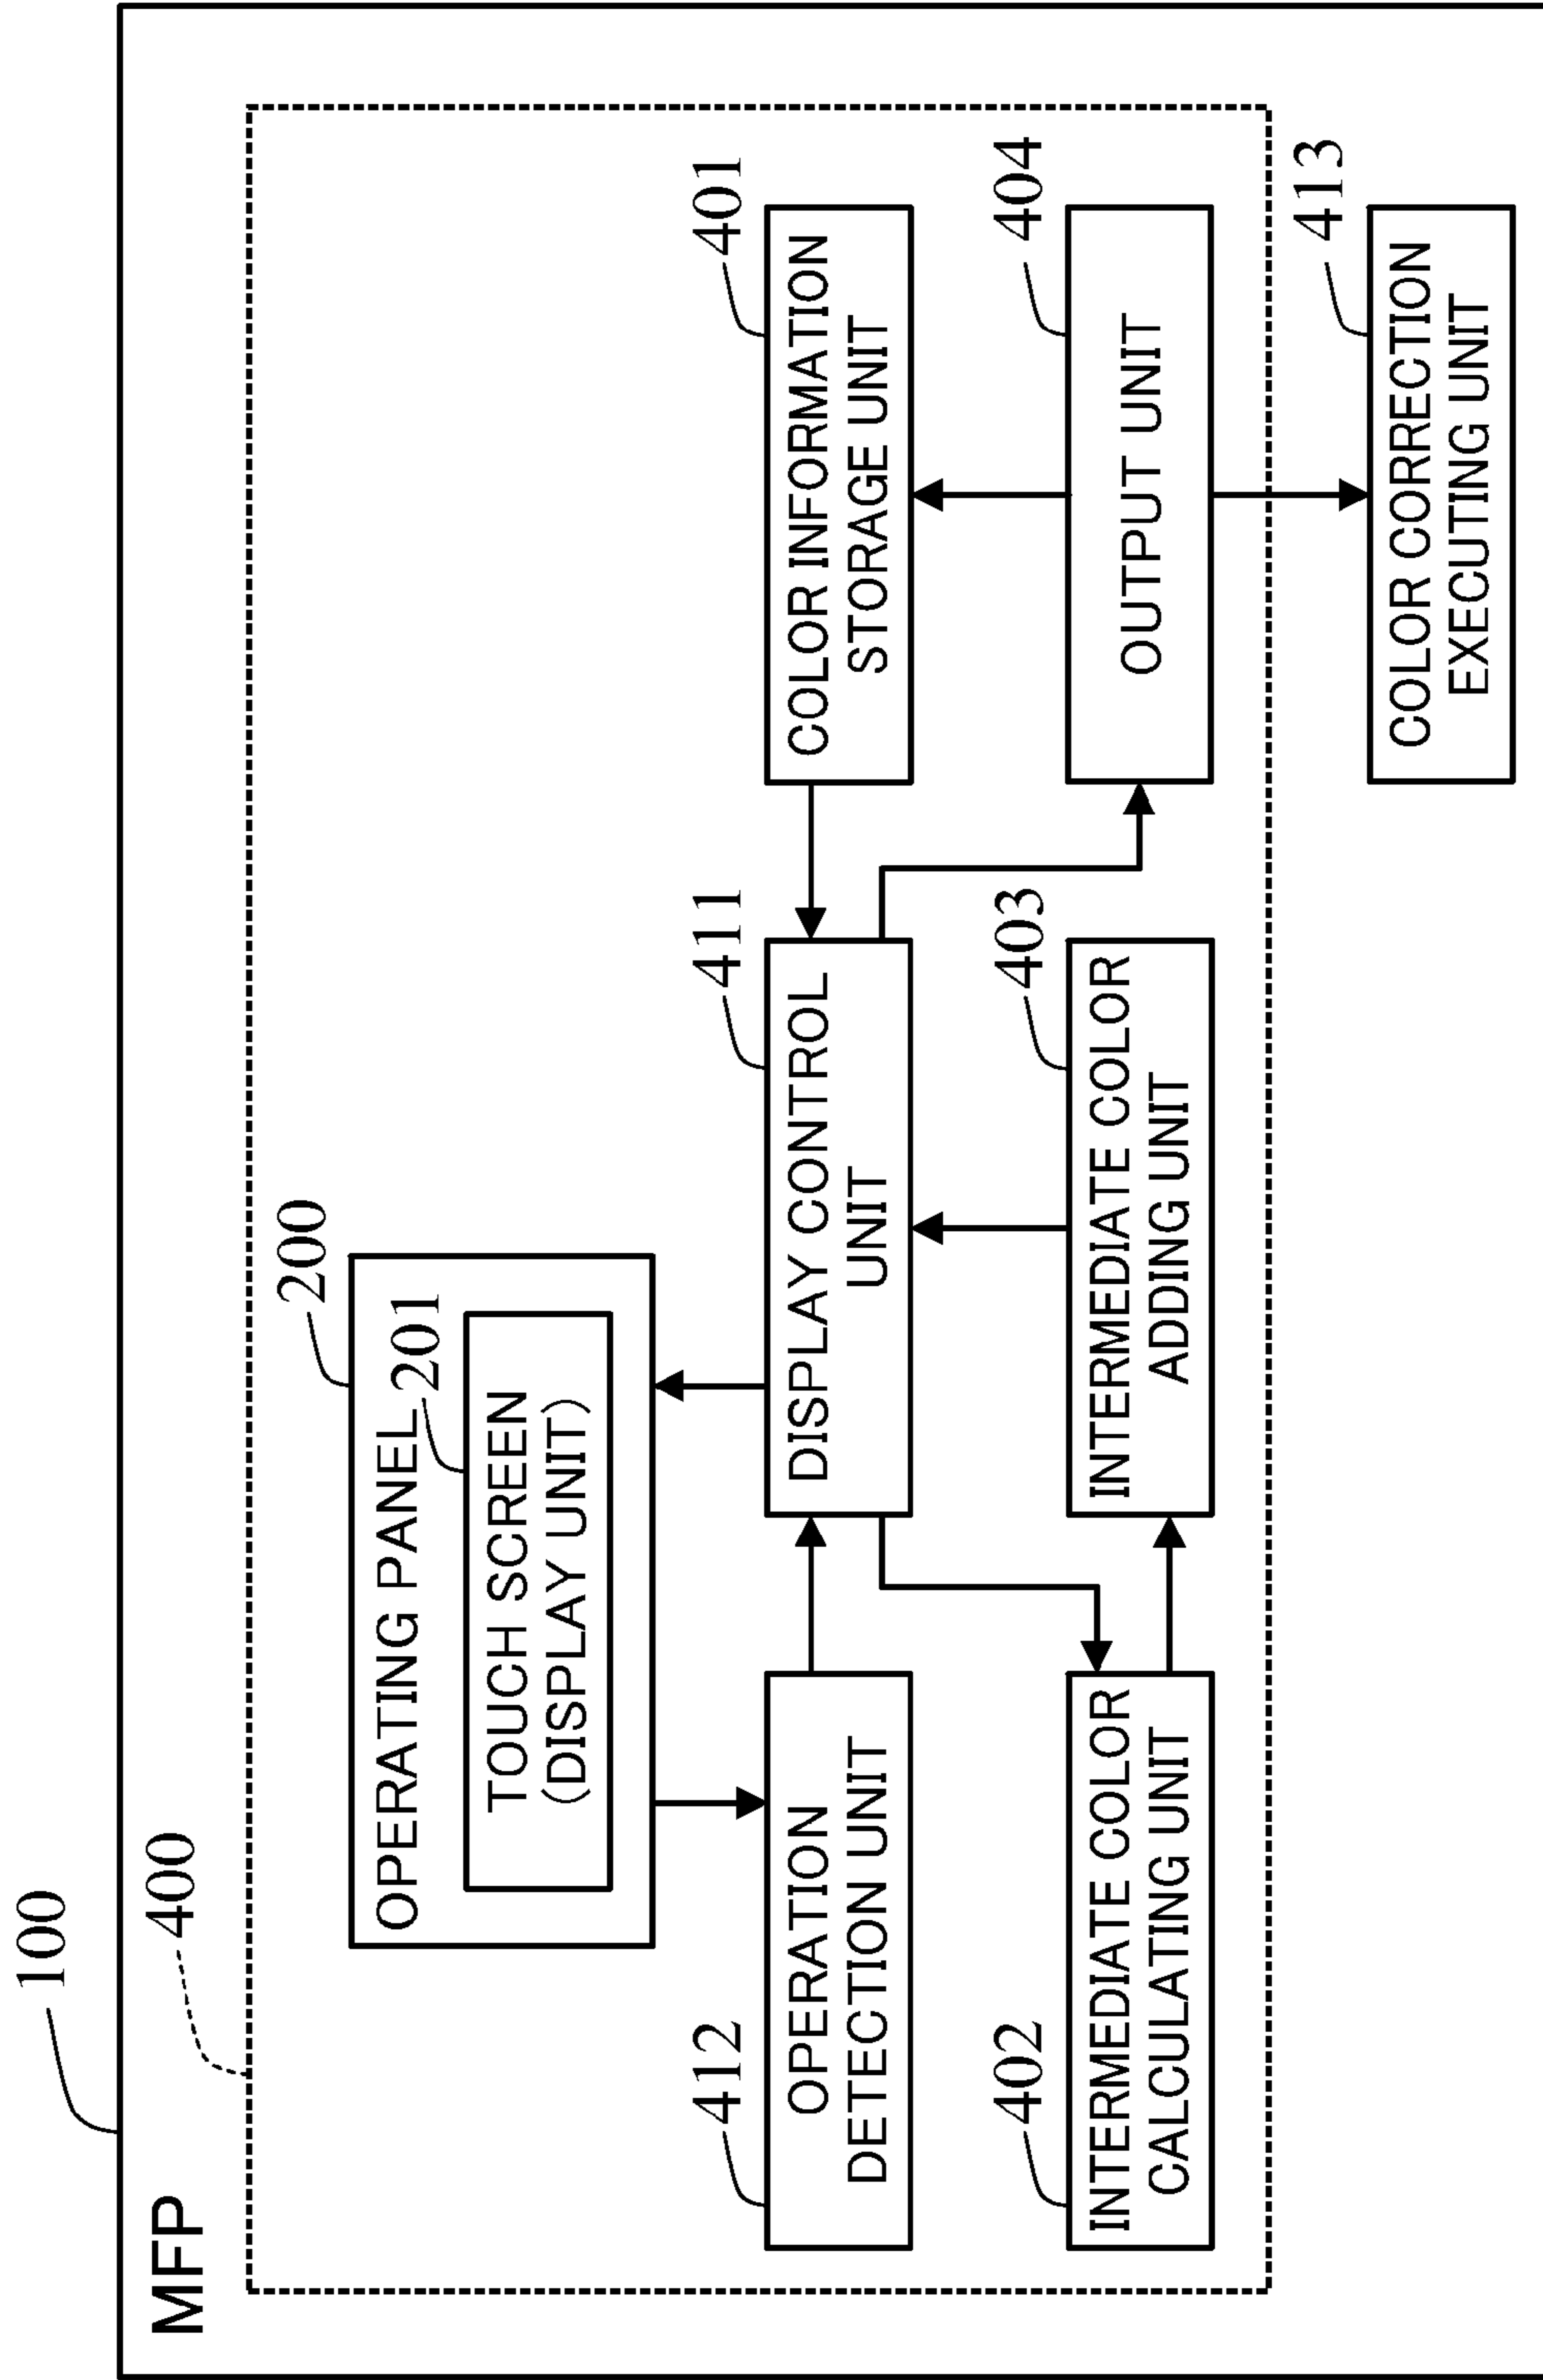 100
MFP
400
200
OPERATING PANEL
201
TOUCH SCREEN
(DISPLAY UNIT)
412
OPERATION
DETECTION UNIT
411
DISPLAY CONTROL
UNIT
401
COLOR INFORMATION
STORAGE UNIT
402
INTERMEDIATE COLOR
CALCULATING UNIT
403
INTERMEDIATE COLOR
ADDING UNIT
404
OUTPUT UNIT
413
COLOR CORRECTION
EXECUTING UNIT